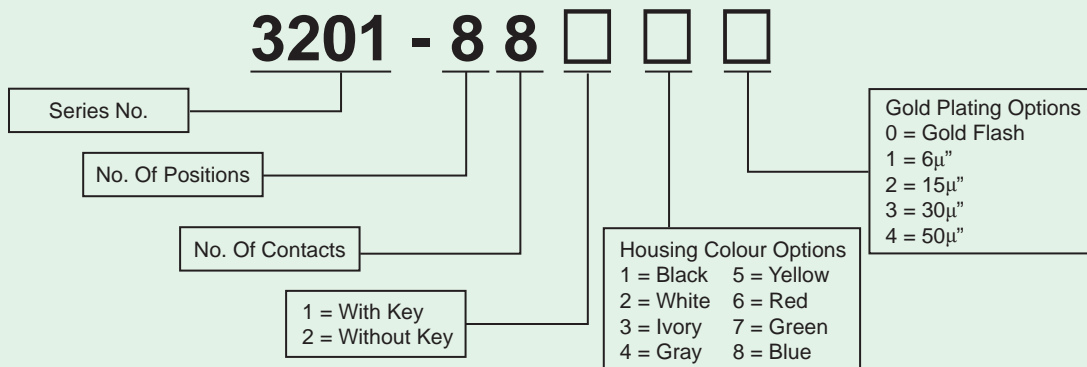 3201 - 8 8 □ □ □
Series No.
No. Of Positions
No. Of Contacts
1 = With Key
2 = Without Key
Housing Colour Options
1 = Black 5 = Yellow
2 = White 6 = Red
3 = Ivory 7 = Green
4 = Gray 8 = Blue
Gold Plating Options
0 = Gold Flash
1 = 6μ”
2 = 15μ”
3 = 30μ”
4 = 50μ”